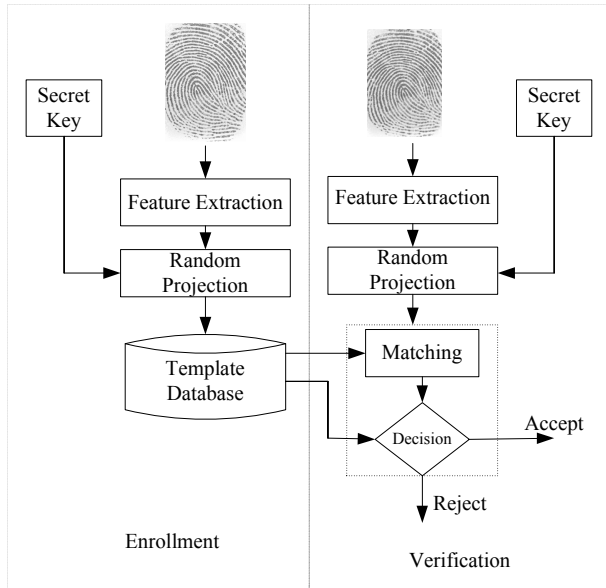 Secret
Key
Feature Extraction
Random
Projection
Template
Database
Enrollment
Secret
Key
Feature Extraction
Random
Projection
Matching
Decision
Accept
Reject
Verification